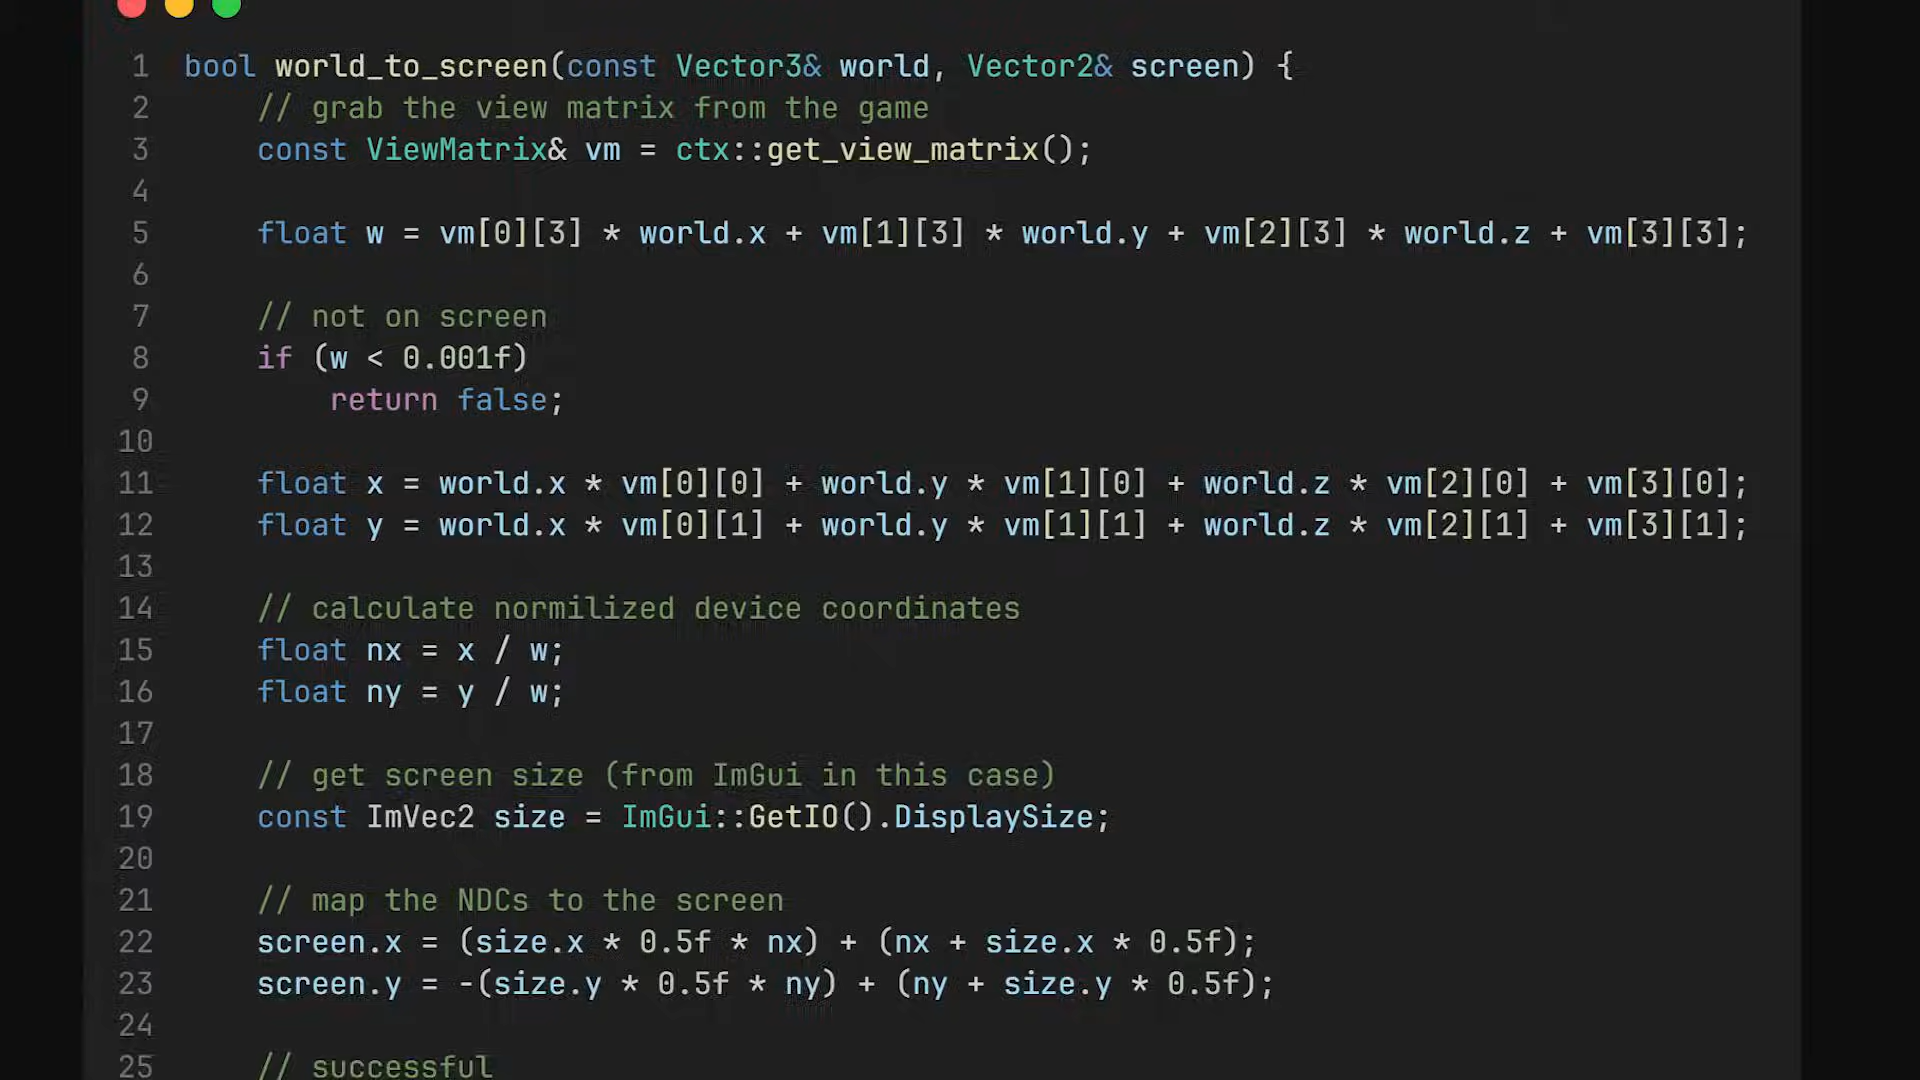 1 bool world_to_screen(const Vector3& world, Vector2& screen) {
2     // grab the view matrix from the game
3     const ViewMatrix& vm = ctx::get_view_matrix();
4
5     float w = vm[0][3] * world.x + vm[1][3] * world.y + vm[2][3] * world.z + vm[3][3];
6
7     // not on screen
8     if (w < 0.001f)
9         return false;
10
11     float x = world.x * vm[0][0] + world.y * vm[1][0] + world.z * vm[2][0] + vm[3][0];
12     float y = world.x * vm[0][1] + world.y * vm[1][1] + world.z * vm[2][1] + vm[3][1];
13
14     // calculate normilized device coordinates
15     float nx = x / w;
16     float ny = y / w;
17
18     // get screen size (from ImGui in this case)
19     const ImVec2 size = ImGui::GetIO().DisplaySize;
20
21     // map the NDCs to the screen
22     screen.x = (size.x * 0.5f * nx) + (nx + size.x * 0.5f);
23     screen.y = -(size.y * 0.5f * ny) + (ny + size.y * 0.5f);
24
25     // successful